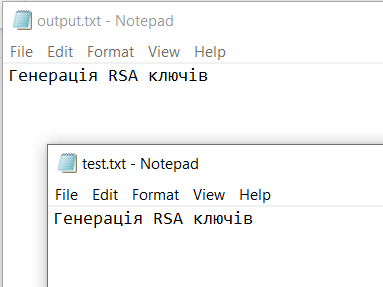 output.txt - Notepad
File Edit Format View Help
Генерація RSA ключів
test.txt - Notepad
File Edit Format View Help
Генерація RSA ключів